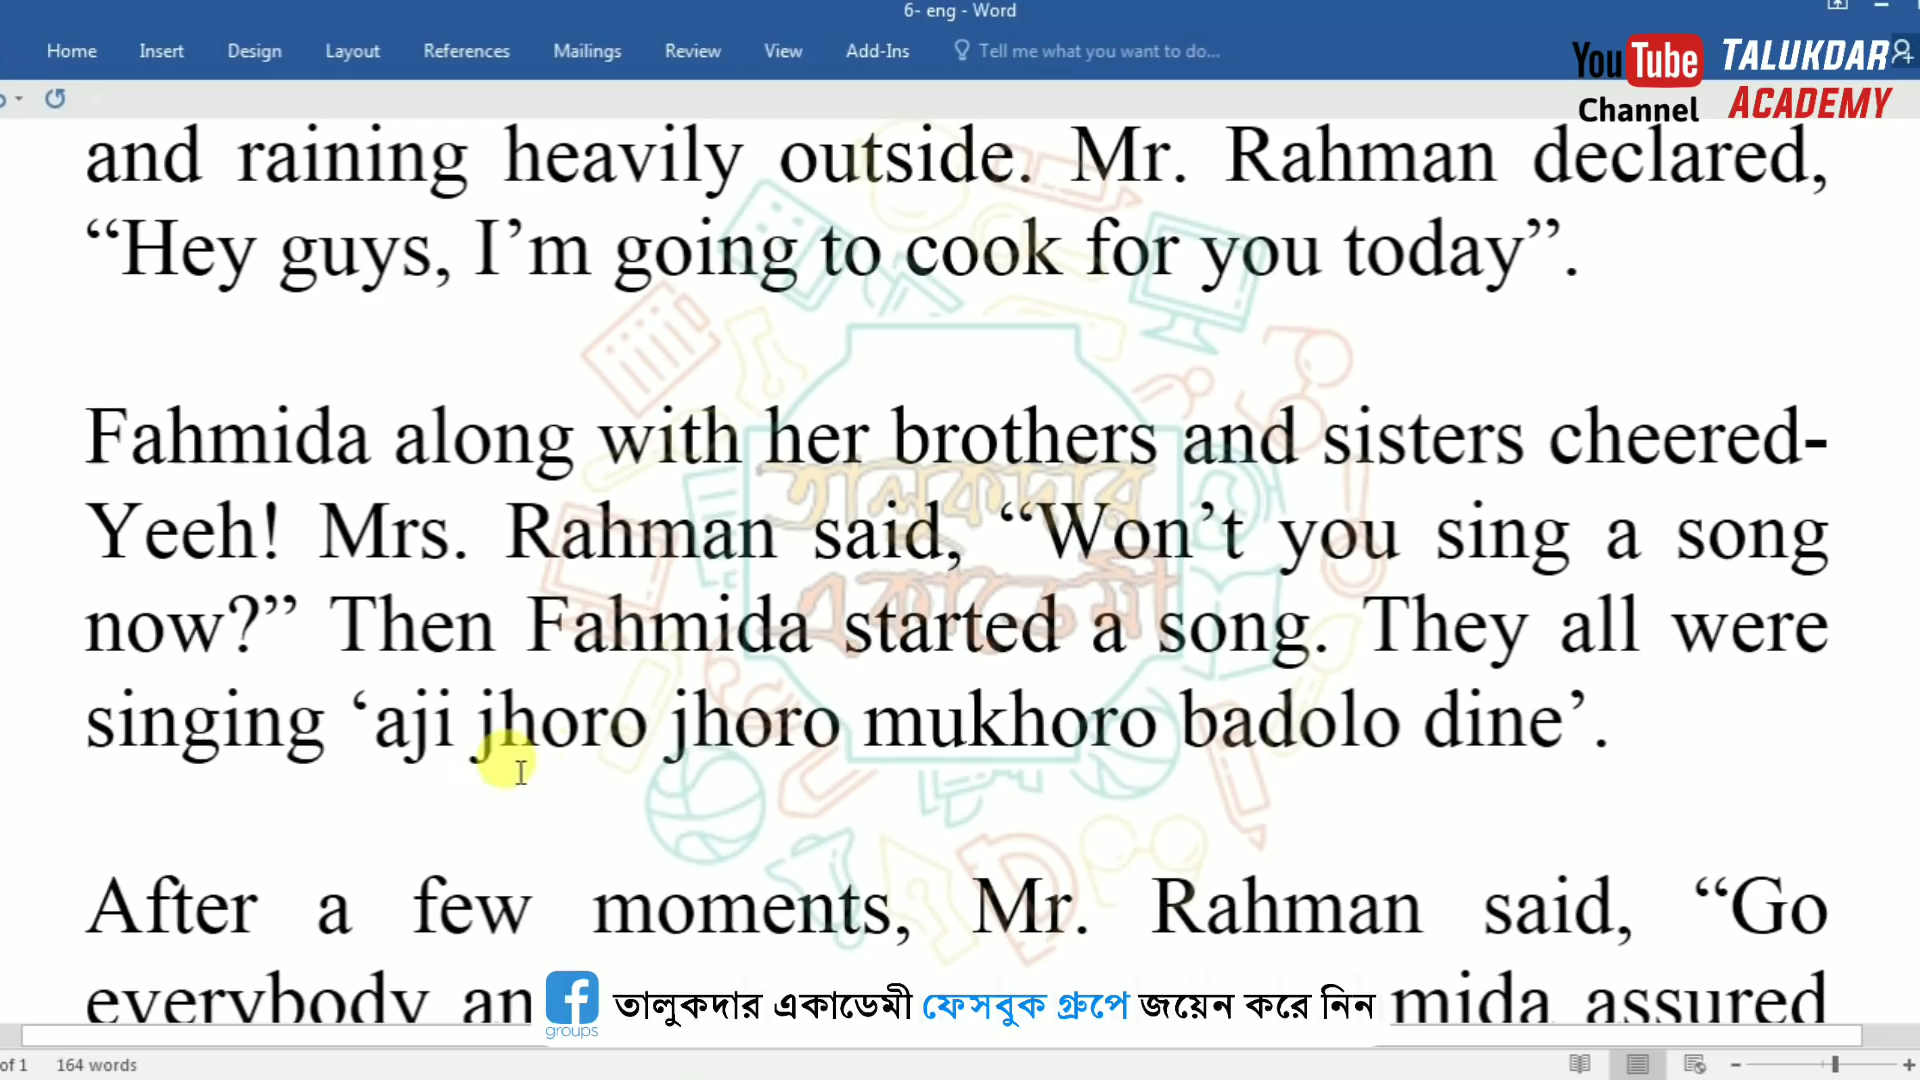 6- eng - Word
Home Insert Design Layout References Mailings Review View Add-Ins Tell me what you want to do...
YouTube Channel TALUKDAR ACADEMY
and raining heavily outside. Mr. Rahman declared,
“Hey guys, I’m going to cook for you today”.
Fahmida along with her brothers and sisters cheered-
Yeeh! Mrs. Rahman said, “Won’t you sing a song
now?” Then Fahmida started a song. They all were
singing ‘aji jhoro jhoro mukhoro badolo dine’.
তালুকদার
একাডেমী
After a few moments, Mr. Rahman said, “Go
everybody an
mida assured
groups
তালুকদার একাডেমী ফেসবুক গ্রুপে জয়েন করে নিন
of 1 164 words